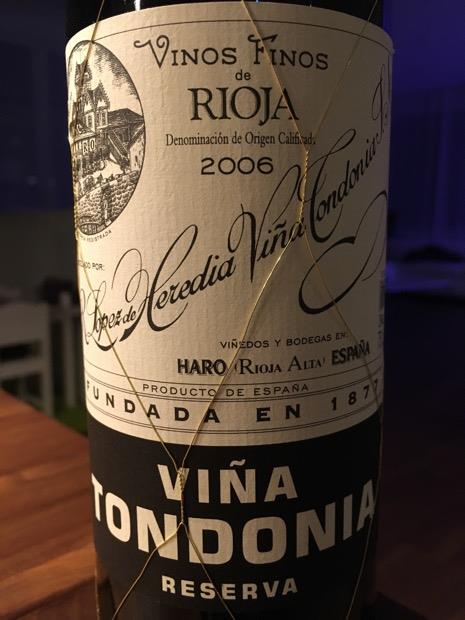 VINOS FINOS
de
RIOJA
Denominación de Origen Calificada
2006
R. López de Heredia Viña Tondonia, S.
VIÑEDOS Y BODEGAS EN:
HARO (RIOJA ALTA) ESPAÑA
PRODUCTO DE ESPAÑA
FUNDADA EN 1877
VIÑA
TONDONIA
RESERVA